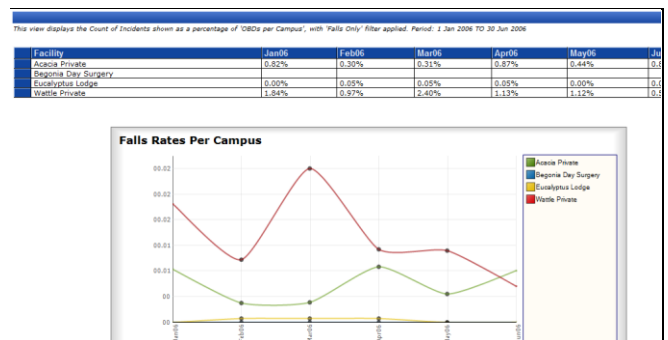 This view displays the Count of Incidents shown as a percentage of 'OBDs per Campus', with 'Falls Only' filter applied. Period: 1 Jan 2006 TO 30 Jun 2006
Facility Jan06 Feb06 Mar06 Apr06 May06
Acacia Private 0.82% 0.30% 0.31% 0.87% 0.44%
Begonia Day Surgery
Eucalyptus Lodge 0.00% 0.05% 0.05% 0.05% 0.00%
Wattle Private 1.84% 0.97% 2.40% 1.13% 1.12%
Falls Rates Per Campus
Acacia Private
Begonia Day Surgery
Eucalyptus Lodge
Wattle Private
00.02
00.02
00.02
00.01
00.01
00
00
Feb06 Mar06 Apr06